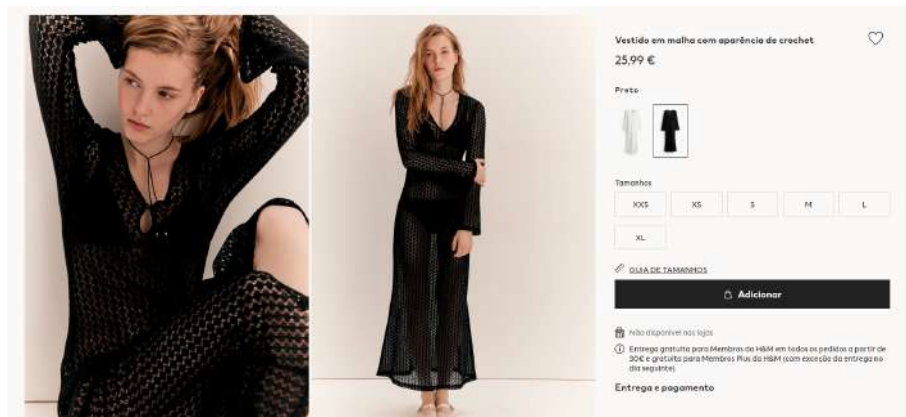 Vestido em malha com aparência de crochet
25,99 €
Preto
Tamanhos
XXS
XS
S
M
L
XL
GUIA DE TAMANHOS
Adicionar
Não disponível nas lojas
Entrega gratuita para Membros da H&M em todos os pedidos a partir de
30€ e gratuita para Membros Plus da H&M (com exceção da entrega no
dia seguinte)
Entrega e pagamento